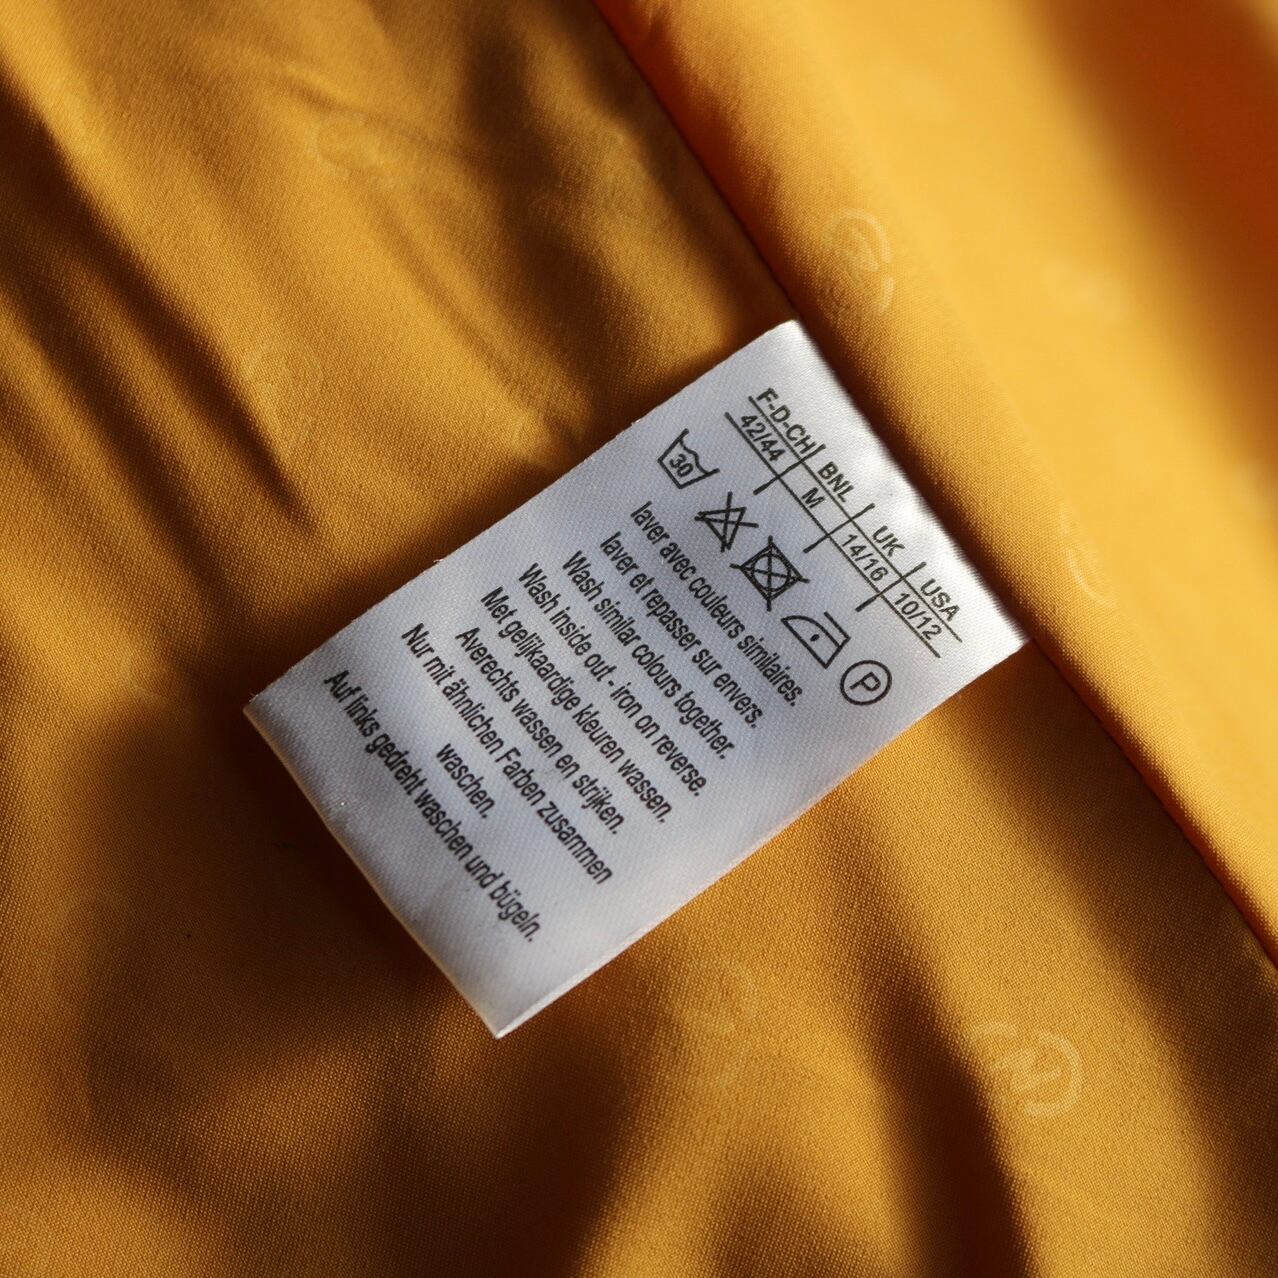 F-D-CH BNL UK USA
42/44 M 14/16 10/12
30 P
laver avec couleurs similaires.
laver et repasser sur envers.
Wash similar colours together.
Wash inside out - iron on reverse.
Met gelijkaardige kleuren wassen.
Averechts wassen en strijken.
Nur mit ähnlichen Farben zusammen
waschen.
Auf links gedreht waschen und bügeln.